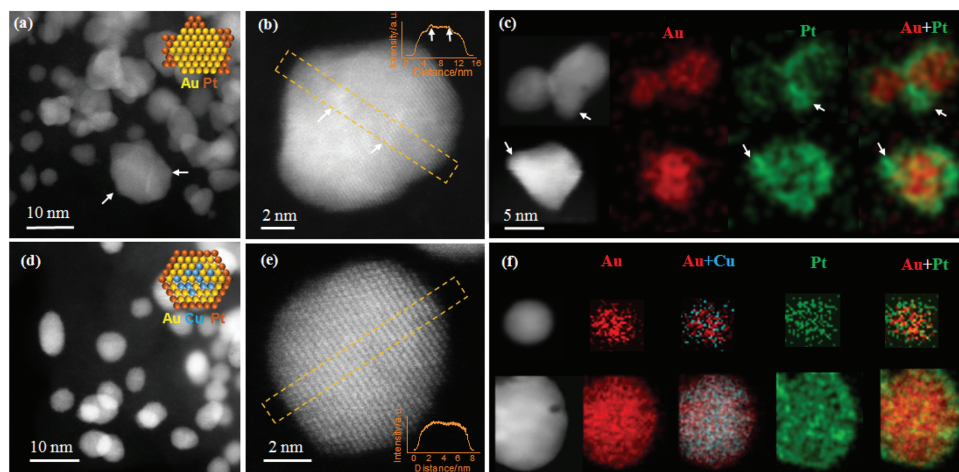 (a)
Au Pt
10 nm
(b)
Intensity/a.u.
4 8 12 16
Distance/nm
2 nm
(c)
Au
Pt
Au+Pt
5 nm
(d)
Au Cu Pt
10 nm
(e)
Intensity/a.u.
0 2 4 6 8
Distance/nm
2 nm
(f)
Au
Au+Cu
Pt
Au+Pt